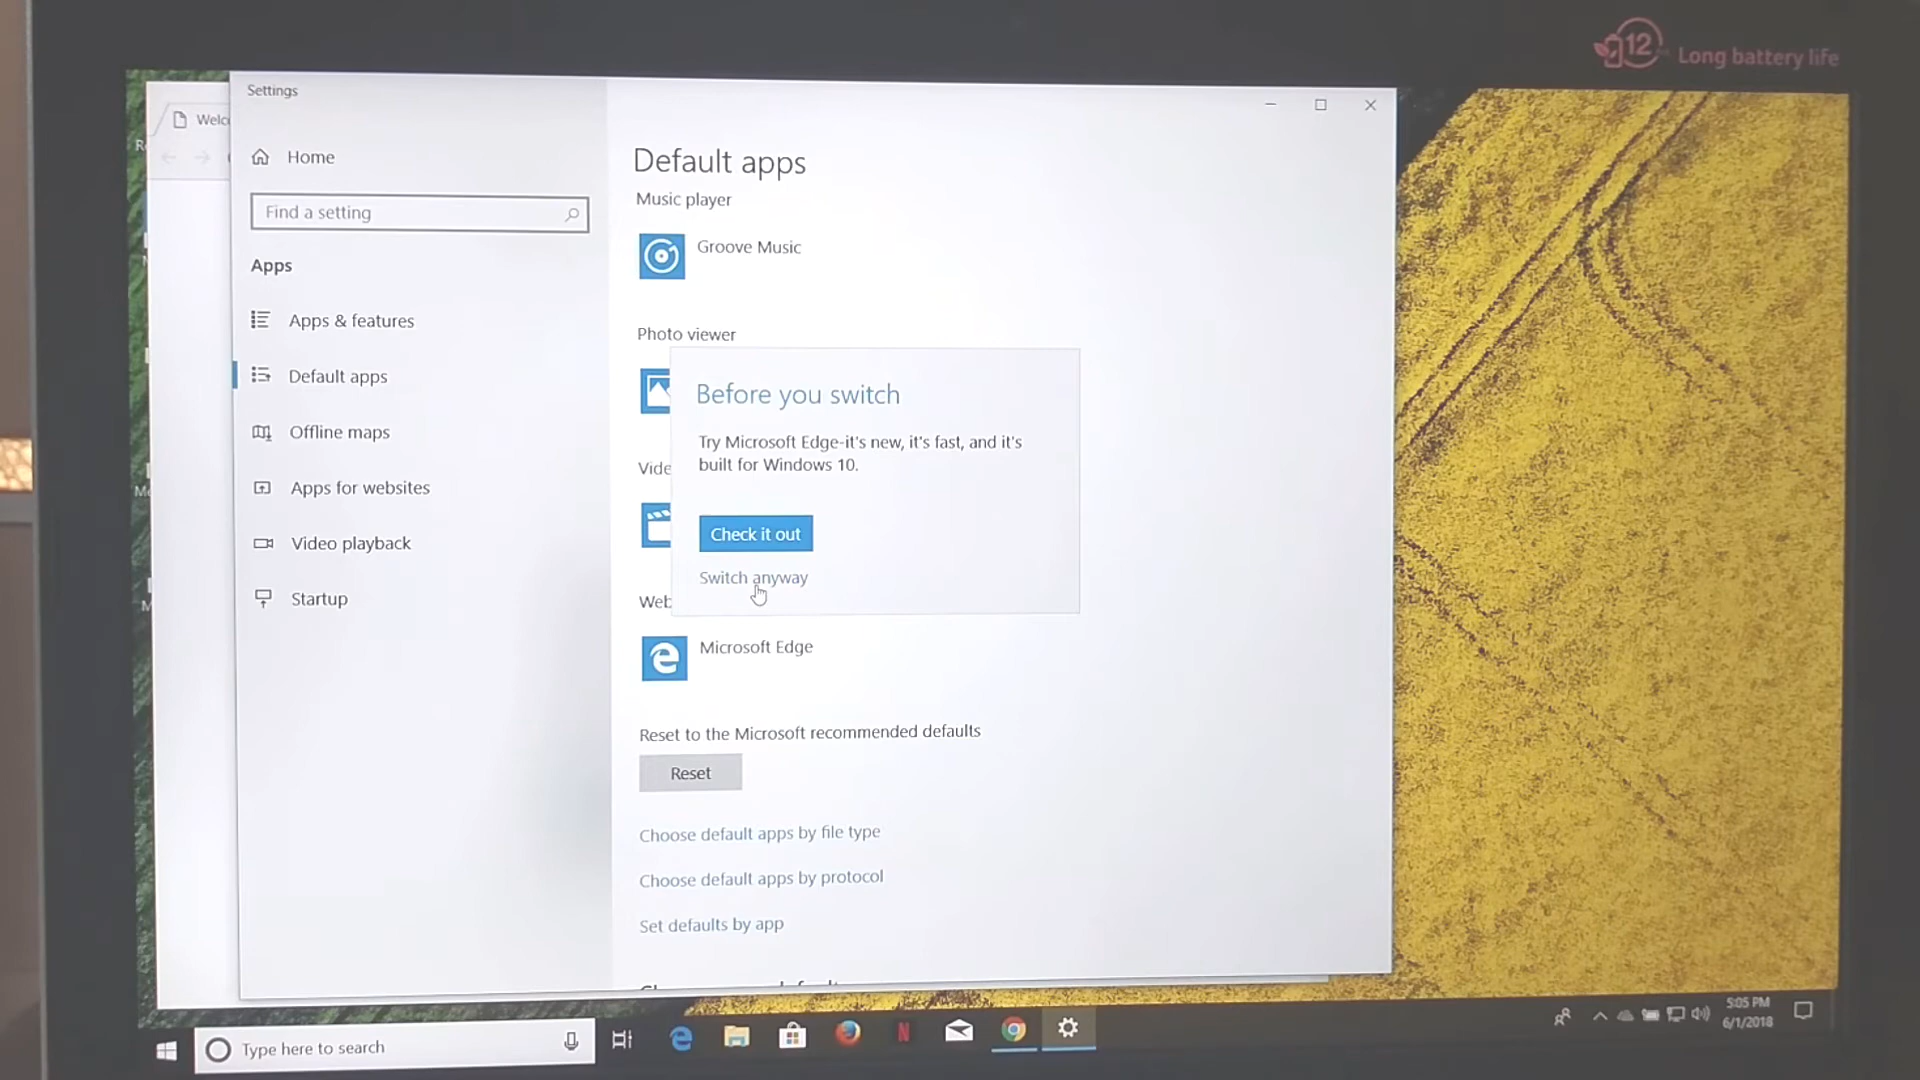 12
Long battery life
Settings
Home
Find a setting
Apps
Apps & features
Default apps
Offline maps
Apps for websites
Video playback
Startup
Default apps
Music player
Groove Music
Photo viewer
Before you switch
Try Microsoft Edge-it's new, it's fast, and it's
built for Windows 10.
Check it out
Switch anyway
Vide
Web
Microsoft Edge
Reset to the Microsoft recommended defaults
Reset
Choose default apps by file type
Choose default apps by protocol
Set defaults by app
Welc
Type here to search
5:05 PM
6/1/2018